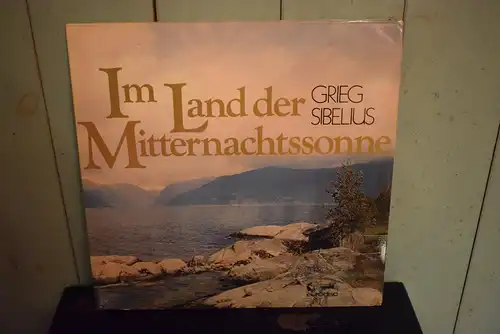 Im Land der
Mitternachtssonne
GRIEG
SIBELIUS